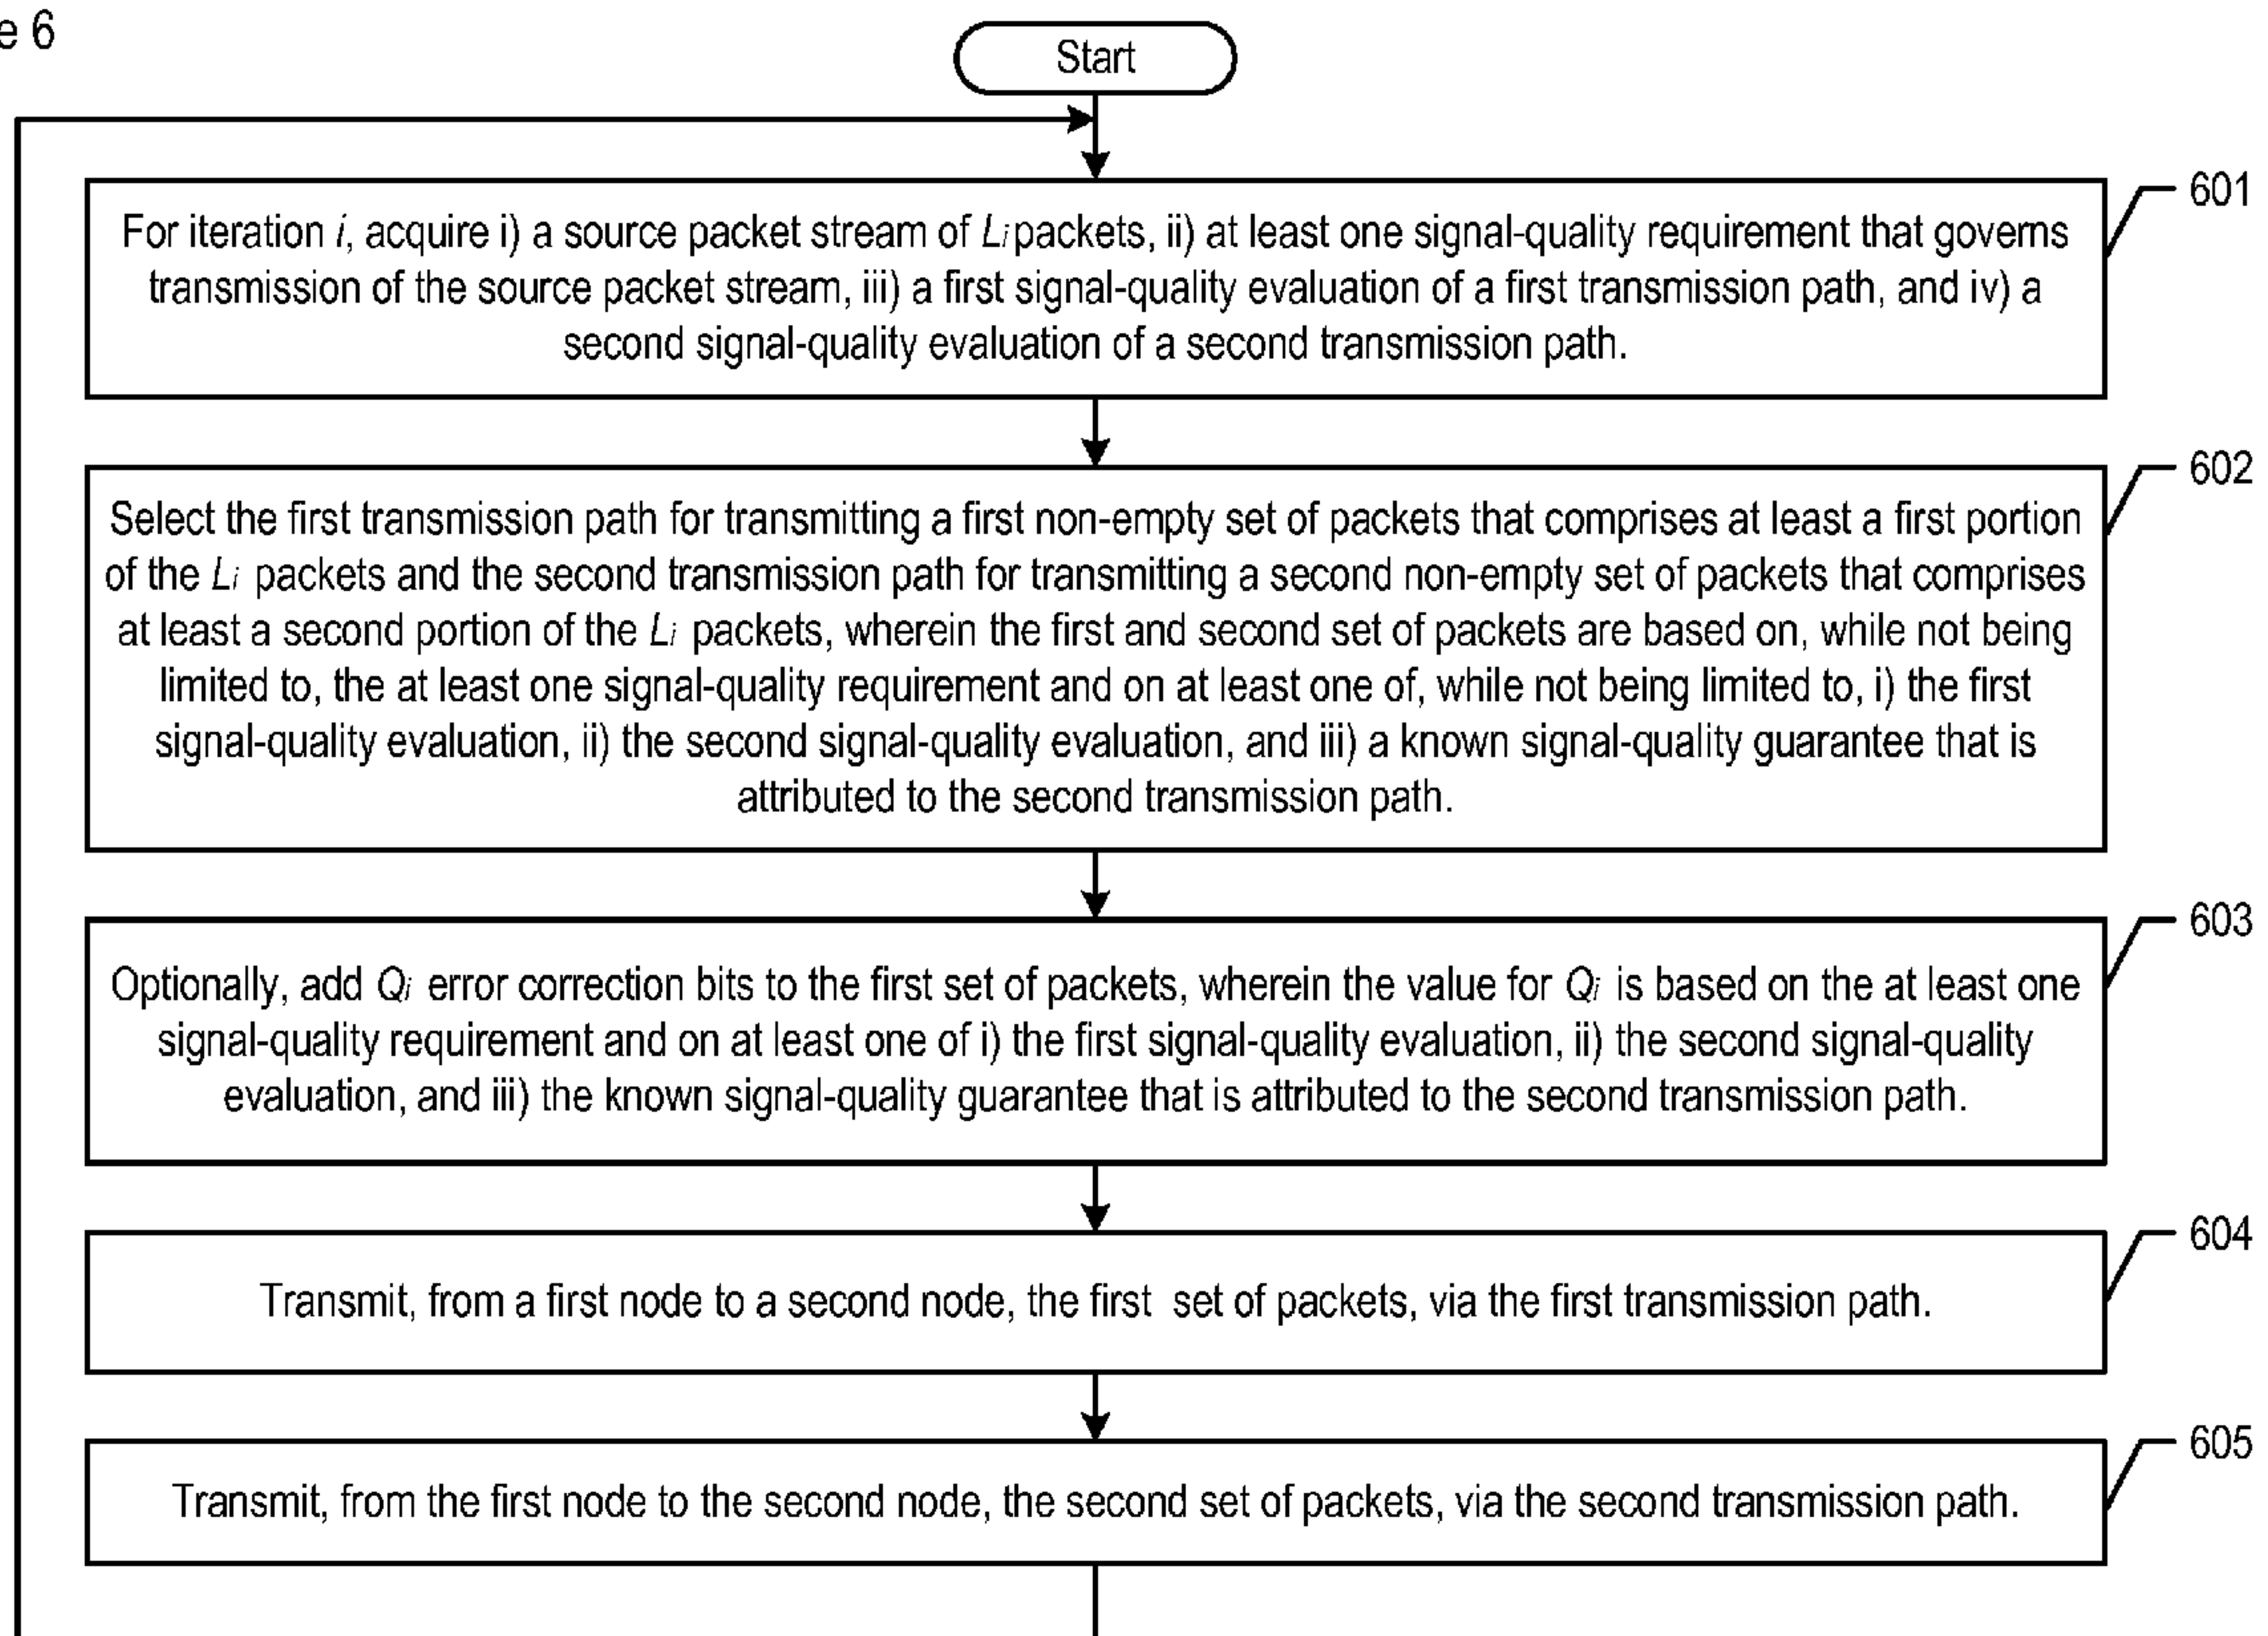 e 6
Start
601
For iteration i, acquire i) a source packet stream of Li packets, ii) at least one signal-quality requirement that governs
transmission of the source packet stream, iii) a first signal-quality evaluation of a first transmission path, and iv) a
second signal-quality evaluation of a second transmission path.
602
Select the first transmission path for transmitting a first non-empty set of packets that comprises at least a first portion
of the Li packets and the second transmission path for transmitting a second non-empty set of packets that comprises
at least a second portion of the Li packets, wherein the first and second set of packets are based on, while not being
limited to, the at least one signal-quality requirement and on at least one of, while not being limited to, i) the first
signal-quality evaluation, ii) the second signal-quality evaluation, and iii) a known signal-quality guarantee that is
attributed to the second transmission path.
603
Optionally, add Qi error correction bits to the first set of packets, wherein the value for Qi is based on the at least one
signal-quality requirement and on at least one of i) the first signal-quality evaluation, ii) the second signal-quality
evaluation, and iii) the known signal-quality guarantee that is attributed to the second transmission path.
604
Transmit, from a first node to a second node, the first set of packets, via the first transmission path.
605
Transmit, from the first node to the second node, the second set of packets, via the second transmission path.